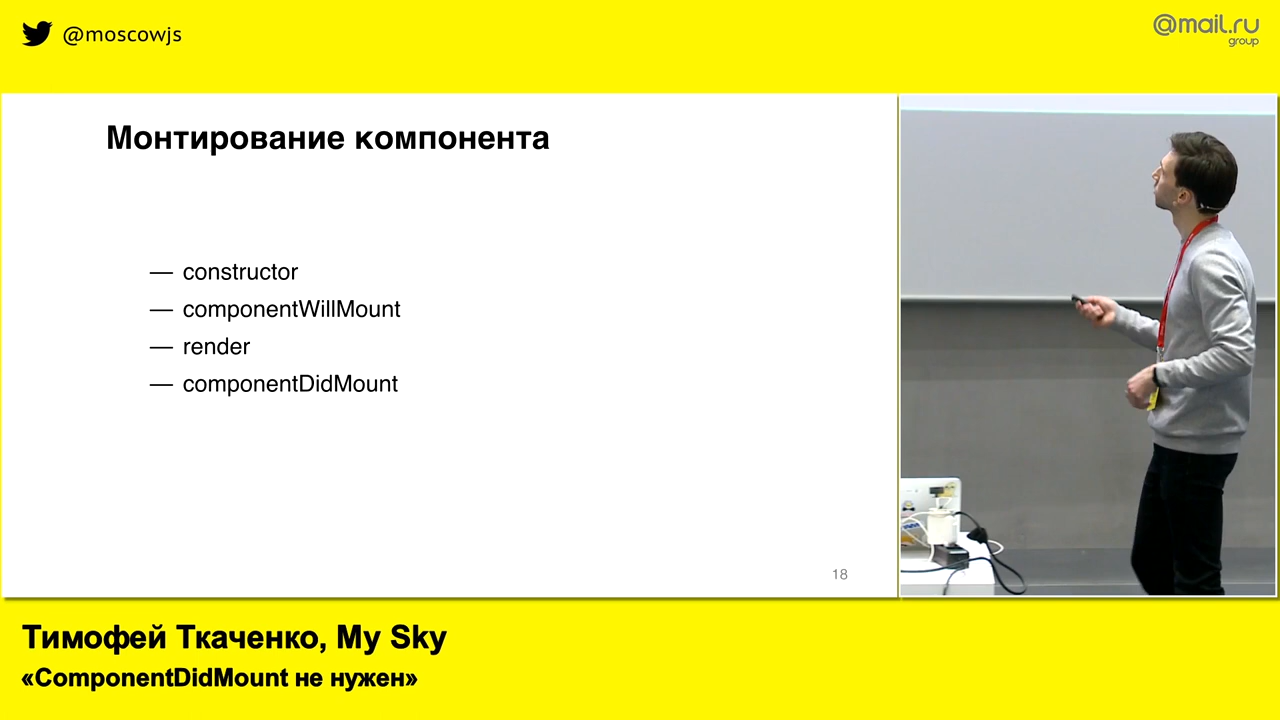 @moscowjs
@mail.ru
group
Монтирование компонента
— constructor
— componentWillMount
— render
— componentDidMount
18
Тимофей Ткаченко, My Sky
«ComponentDidMount не нужен»